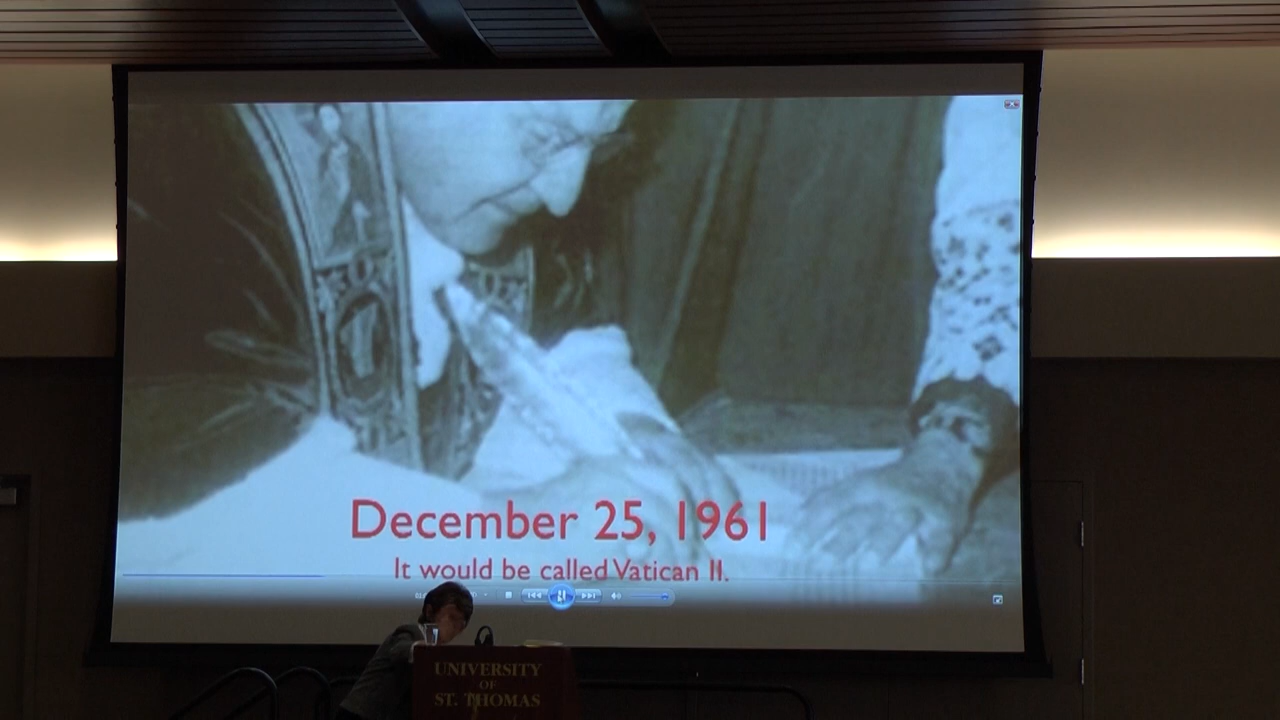 December 25, 1961
It would be called Vatican II.
UNIVERSITY
OF
ST. THOMAS